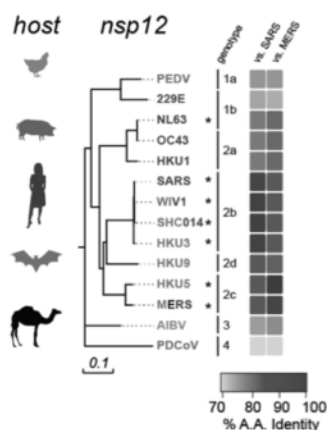 host nsp12
genotype
vs. SARS
vs. MERS
PEDV
1a
229E
1b
NL63 *
OC43
2a
HKU1
SARS *
WIV1 *
2b
SHC014 *
HKU3 *
HKU9
2d
HKU5 *
2c
MERS *
AIBV
3
PDCoV
4
0.1
70 80 90 100
% A.A. Identity